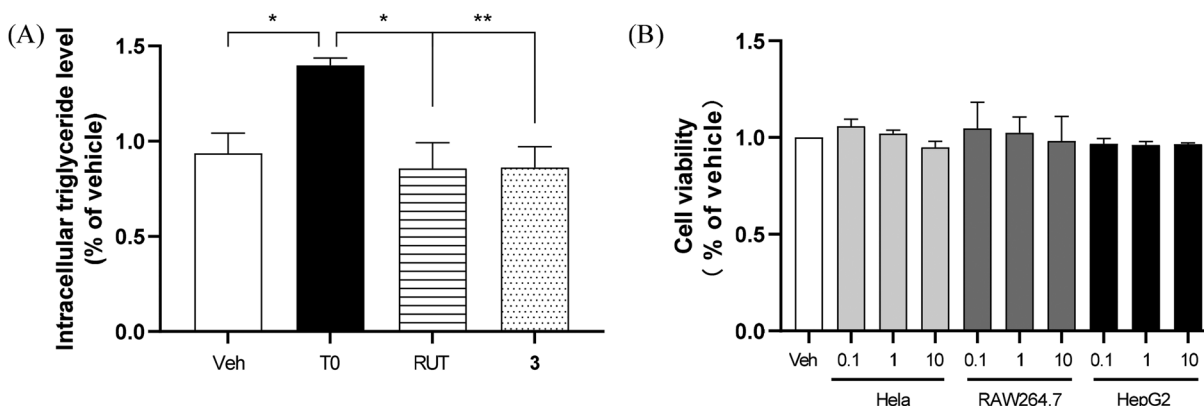 (A)
Intracellular triglyceride level
(% of vehicle)
1.5
1.0
0.5
0.0
*
*
**
Veh T0 RUT 3
(B)
Cell viability
( % of vehicle)
1.5
1.0
0.5
0.0
Veh 0.1 1 10 0.1 1 10 0.1 1 10
Hela RAW264.7 HepG2